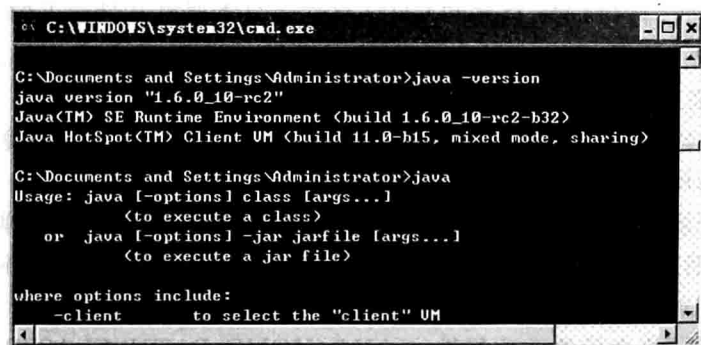 C:\WINDOWS\system32\cmd.exe
C:\Documents and Settings\Administrator>java -version
java version "1.6.0_10-rc2"
Java(TM) SE Runtime Environment (build 1.6.0_10-rc2-b32)
Java HotSpot(TM) Client VM (build 11.0-b15, mixed mode, sharing)
C:\Documents and Settings\Administrator>java
Usage: java [-options] class [args...]
(to execute a class)
or java [-options] -jar jarfile [args...]
(to execute a jar file)
where options include:
-client to select the "client" VM